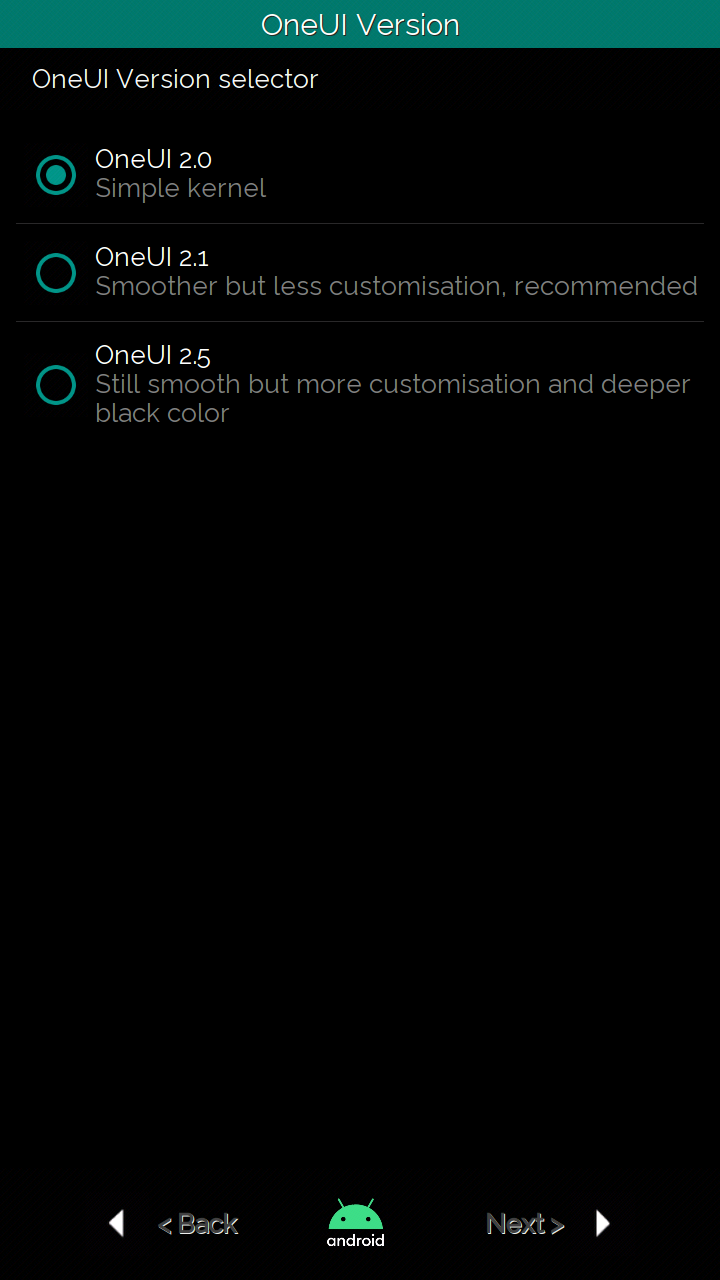 OneUI Version
OneUI Version selector
OneUI 2.0
Simple kernel
OneUI 2.1
Smoother but less customisation, recommended
OneUI 2.5
Still smooth but more customisation and deeper
black color
< Back
android
Next >